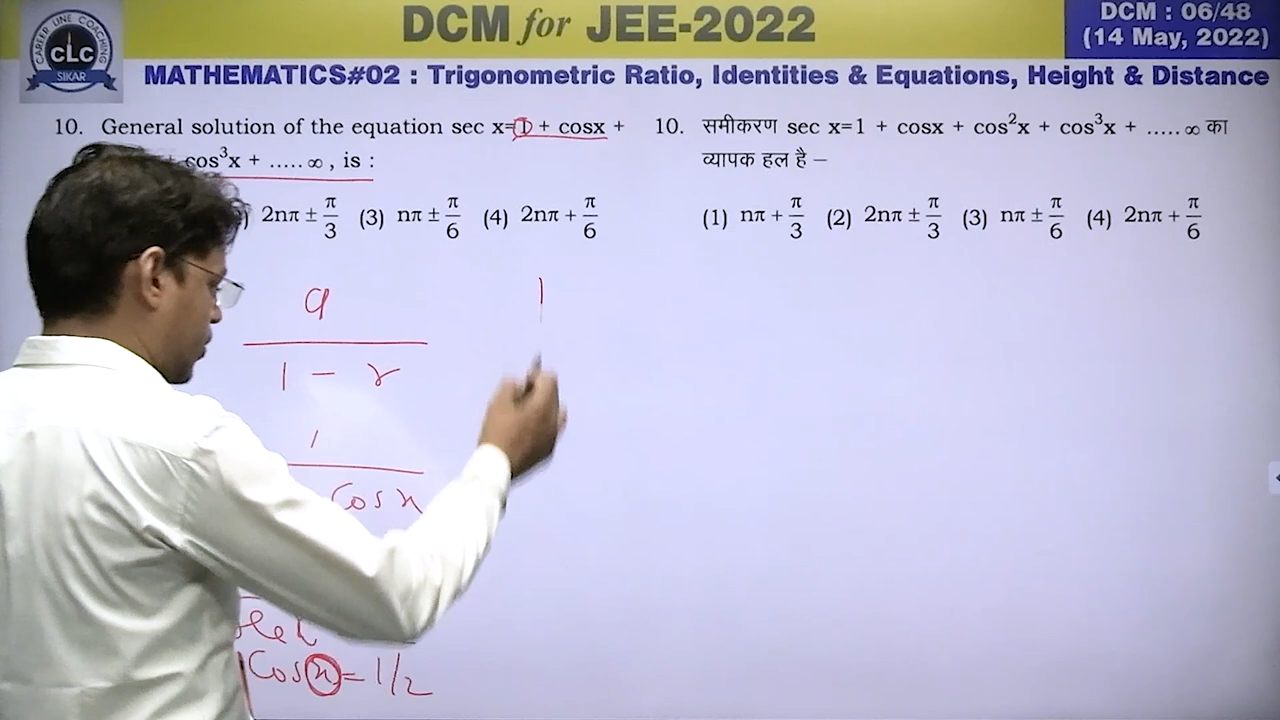 CAREER LINE COACHING
CLC
SIKAR
DCM for JEE-2022
DCM : 06/48
(14 May, 2022)
MATHEMATICS#02 : Trigonometric Ratio, Identities & Equations, Height & Distance
10. General solution of the equation sec x=1 + cosx +
cos³x + ..... ∞ , is :
2nπ ± π/3 (3) nπ ± π/6 (4) 2nπ + π/6
10. समीकरण sec x=1 + cosx + cos²x + cos³x + ..... ∞ का
व्यापक हल है –
(1) nπ + π/3 (2) 2nπ ± π/3 (3) nπ ± π/6 (4) 2nπ + π/6
a
1 - r
1
cos x
1
cos x = 1/2